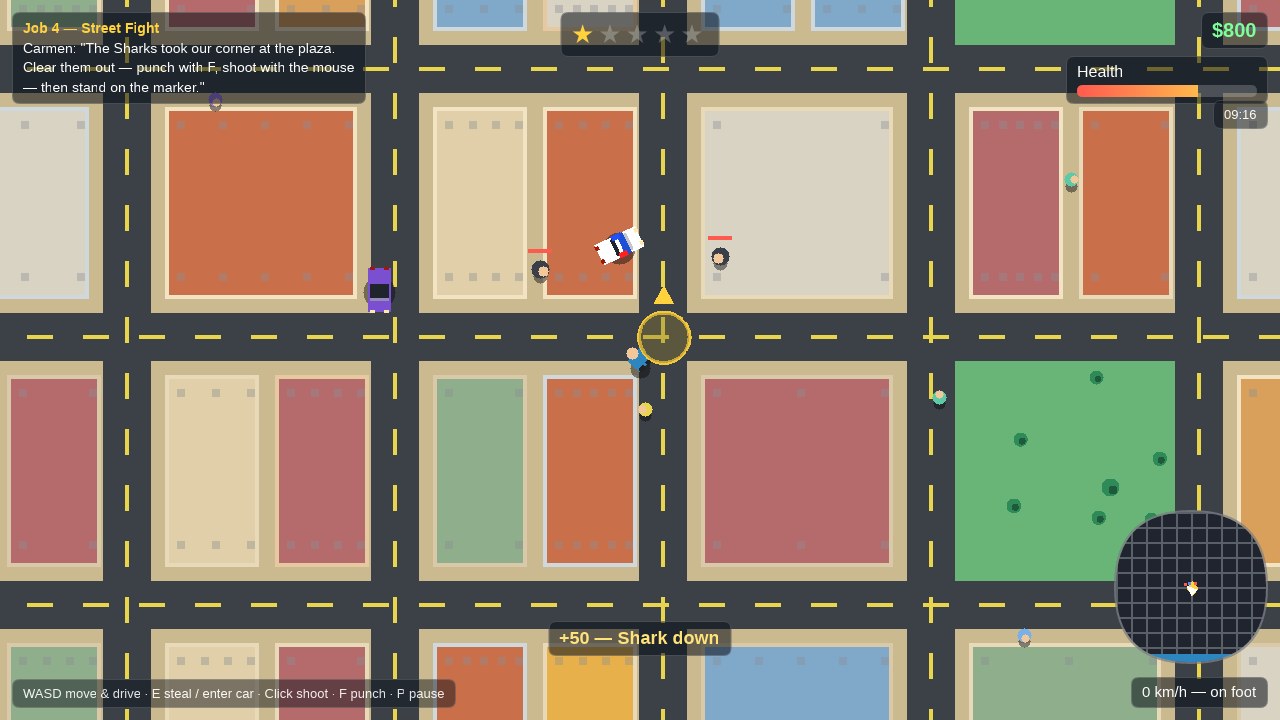 Job 4 — Street Fight
Carmen: "The Sharks took our corner at the plaza.
Clear them out — punch with F, shoot with the mouse
— then stand on the marker."
$800
Health
09:16
+50 — Shark down
WASD move & drive · E steal / enter car · Click shoot · F punch · P pause
0 km/h — on foot